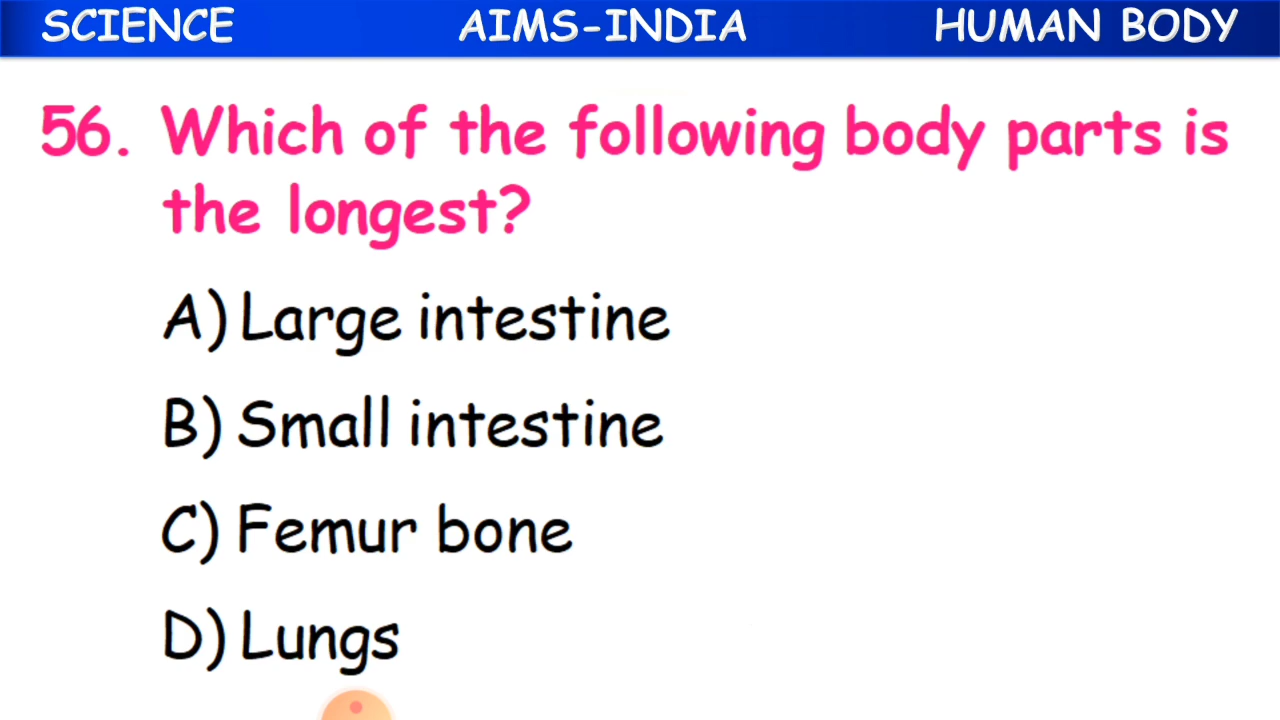 SCIENCE AIMS-INDIA HUMAN BODY
56. Which of the following body parts is
the longest?
A) Large intestine
B) Small intestine
C) Femur bone
D) Lungs